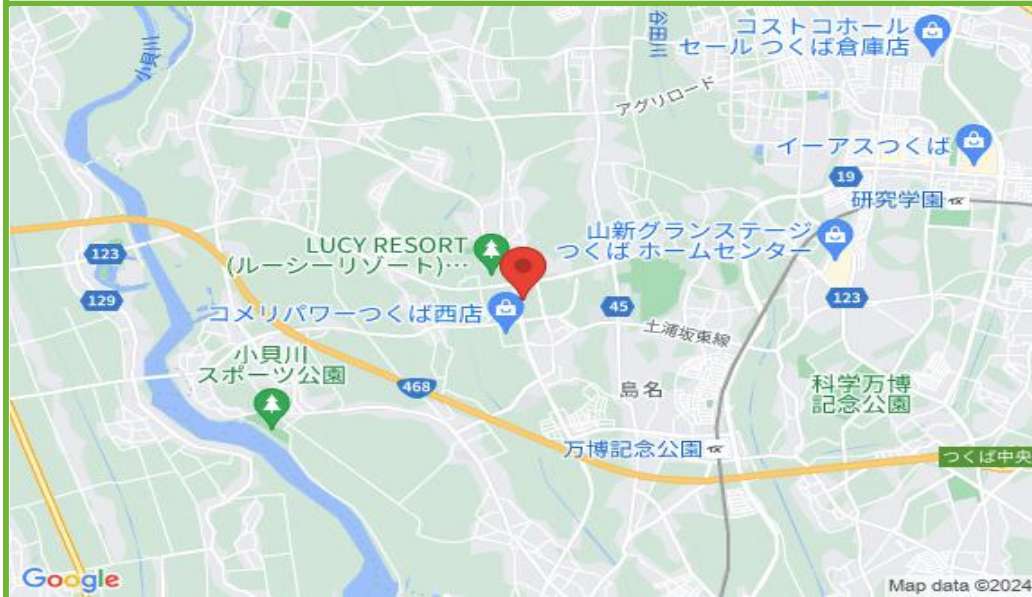 コストコホール
セール つくば倉庫店
谷田川
小貝川
アグリロード
イーアスつくば
19
研究学園
LUCY RESORT
(ルーシーリゾート)…
山新グランステージ
つくば ホームセンター
123
129
コメリパワーつくば西店
45
123
土浦坂東線
小貝川
スポーツ公園
468
島名
科学万博
記念公園
万博記念公園
つくば中央
Google
Map data ©2024